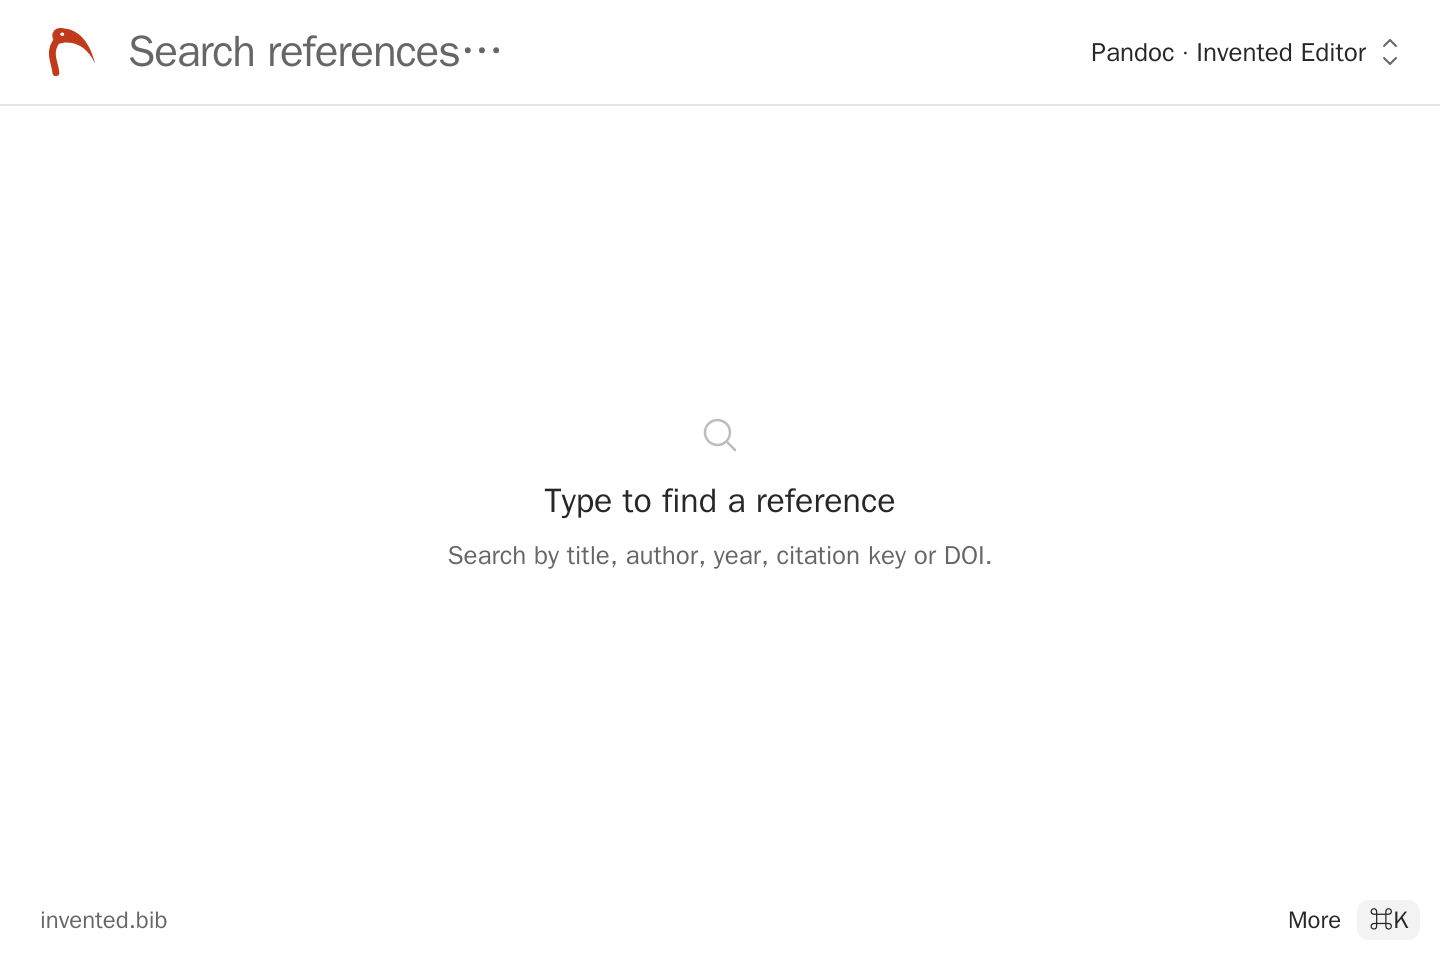 Search references…
Pandoc · Invented Editor
Type to find a reference
Search by title, author, year, citation key or DOI.
invented.bib
More ⌘K